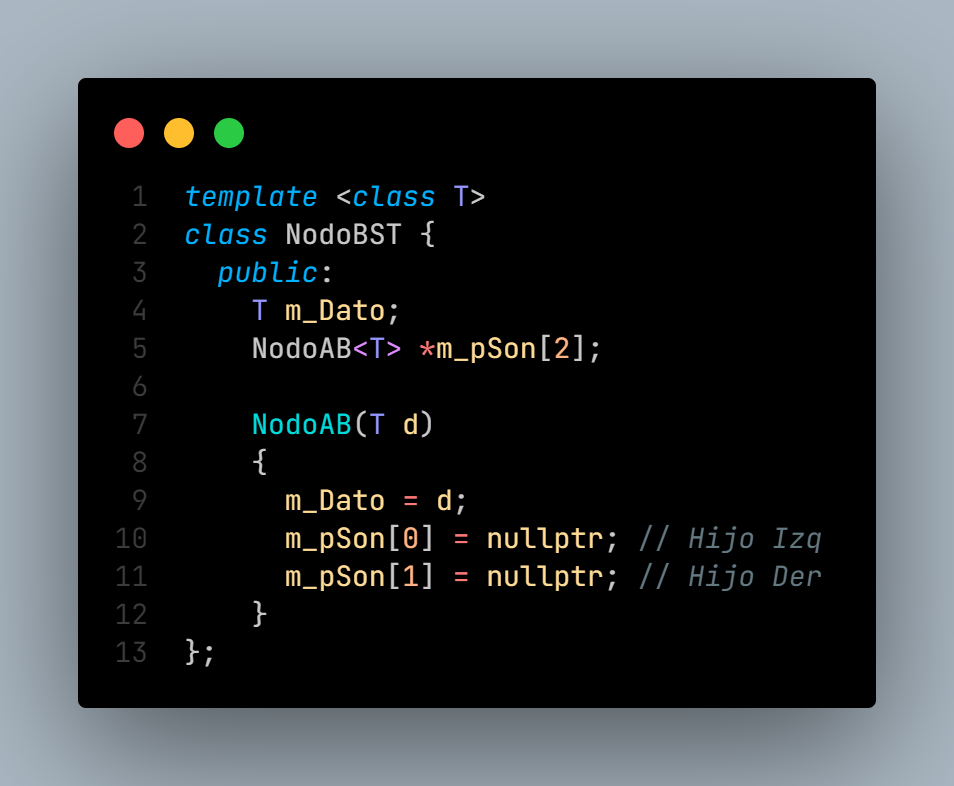 1 template <class T>
2 class NodoBST {
3   public:
4     T m_Dato;
5     NodoAB<T> *m_pSon[2];
6
7     NodoAB(T d)
8     {
9       m_Dato = d;
10       m_pSon[0] = nullptr; // Hijo Izq
11       m_pSon[1] = nullptr; // Hijo Der
12     }
13 };